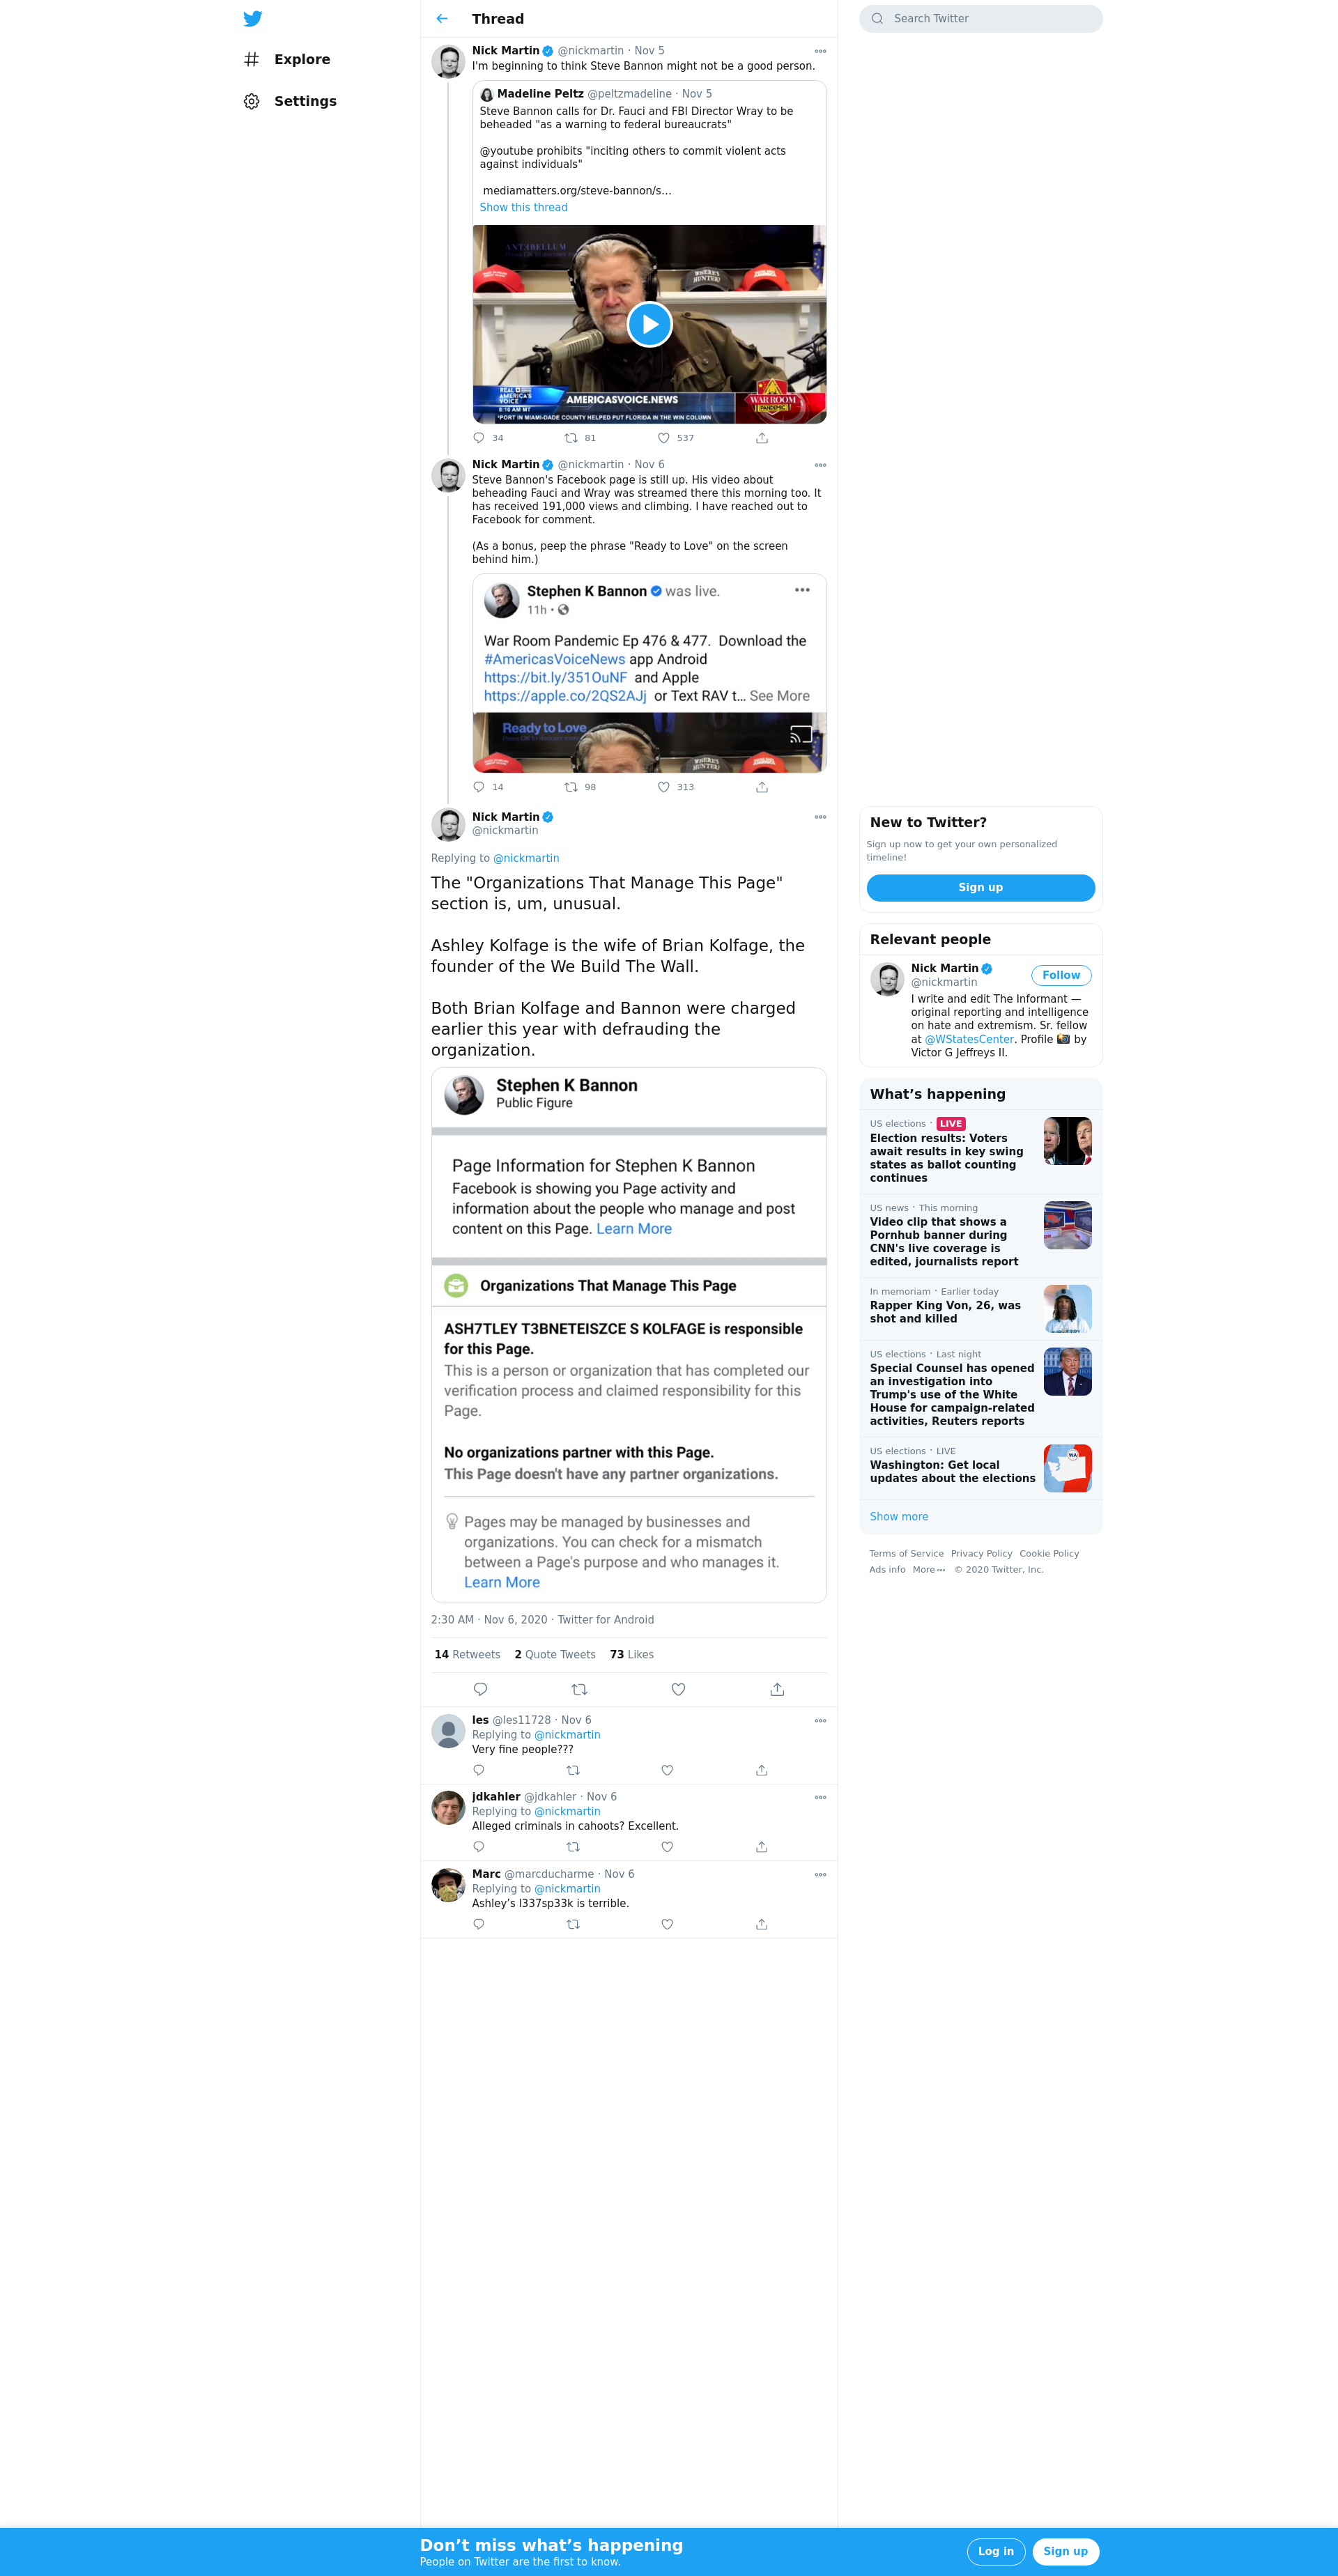 Explore
Settings
Thread
Nick Martin @nickmartin · Nov 5
I'm beginning to think Steve Bannon might not be a good person.
Madeline Peltz @peltzmadeline · Nov 5
Steve Bannon calls for Dr. Fauci and FBI Director Wray to be
beheaded "as a warning to federal bureaucrats"
@youtube prohibits "inciting others to commit violent acts
against individuals"
mediamatters.org/steve-bannon/s…
Show this thread
ANTEBELLUM
WHERE'S
HUNTER!
REAL
AMERICA'S
VOICE
8:16 AM MT
AMERICASVOICE.NEWS
WAR ROOM
PANDEMIC
*PORT IN MIAMI-DADE COUNTY HELPED PUT FLORIDA IN THE WIN COLUMN
34 81 537
Nick Martin @nickmartin · Nov 6
Steve Bannon's Facebook page is still up. His video about
beheading Fauci and Wray was streamed there this morning too. It
has received 191,000 views and climbing. I have reached out to
Facebook for comment.
(As a bonus, peep the phrase "Ready to Love" on the screen
behind him.)
Stephen K Bannon was live.
11h •
War Room Pandemic Ep 476 & 477. Download the
#AmericasVoiceNews app Android
https://bit.ly/351OuNF and Apple
https://apple.co/2QS2AJj or Text RAV t... See More
Ready to Love
WHERE'S
HUNTER!
14 98 313
Nick Martin
@nickmartin
Replying to @nickmartin
The "Organizations That Manage This Page"
section is, um, unusual.
Ashley Kolfage is the wife of Brian Kolfage, the
founder of the We Build The Wall.
Both Brian Kolfage and Bannon were charged
earlier this year with defrauding the
organization.
Stephen K Bannon
Public Figure
Page Information for Stephen K Bannon
Facebook is showing you Page activity and
information about the people who manage and post
content on this Page. Learn More
Organizations That Manage This Page
ASH7TLEY T3BNETEISZCE S KOLFAGE is responsible
for this Page.
This is a person or organization that has completed our
verification process and claimed responsibility for this
Page.
No organizations partner with this Page.
This Page doesn't have any partner organizations.
Pages may be managed by businesses and
organizations. You can check for a mismatch
between a Page's purpose and who manages it.
Learn More
2:30 AM · Nov 6, 2020 · Twitter for Android
14 Retweets 2 Quote Tweets 73 Likes
les @les11728 · Nov 6
Replying to @nickmartin
Very fine people???
jdkahler @jdkahler · Nov 6
Replying to @nickmartin
Alleged criminals in cahoots? Excellent.
Marc @marcducharme · Nov 6
Replying to @nickmartin
Ashley’s l337sp33k is terrible.
Search Twitter
New to Twitter?
Sign up now to get your own personalized
timeline!
Sign up
Relevant people
Nick Martin
@nickmartin
Follow
I write and edit The Informant —
original reporting and intelligence
on hate and extremism. Sr. fellow
at @WStatesCenter. Profile 📸 by
Victor G Jeffreys II.
What’s happening
US elections · LIVE
Election results: Voters
await results in key swing
states as ballot counting
continues
US news · This morning
Video clip that shows a
Pornhub banner during
CNN's live coverage is
edited, journalists report
In memoriam · Earlier today
Rapper King Von, 26, was
shot and killed
US elections · Last night
Special Counsel has opened
an investigation into
Trump's use of the White
House for campaign-related
activities, Reuters reports
US elections · LIVE
Washington: Get local
updates about the elections
WA
Show more
Terms of Service Privacy Policy Cookie Policy
Ads info More © 2020 Twitter, Inc.
Don’t miss what’s happening
People on Twitter are the first to know.
Log in
Sign up